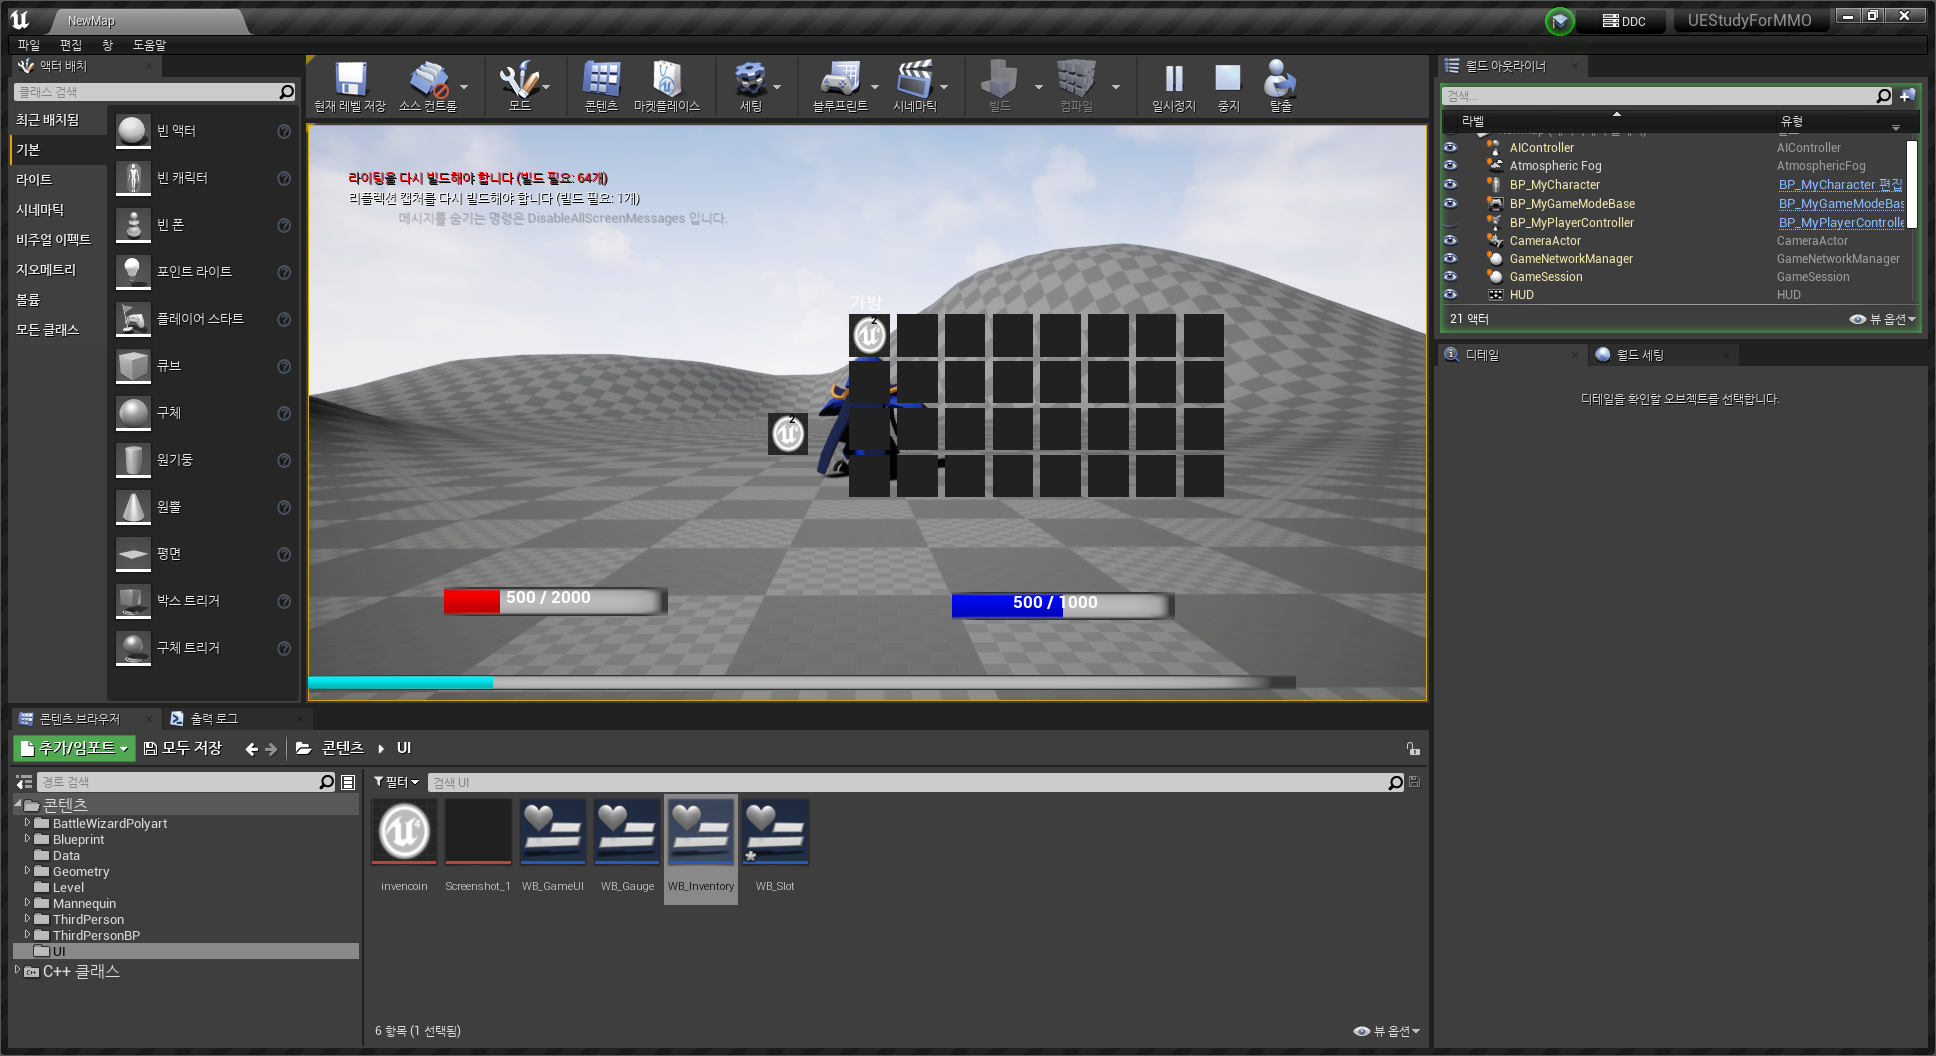 NewMap
DDC
UEStudyForMMO
파일
편집
창
도움말
액터 배치
클래스 검색
최근 배치됨
기본
라이트
시네마틱
비주얼 이펙트
지오메트리
볼륨
모든 클래스
빈 액터
빈 캐릭터
빈 폰
포인트 라이트
플레이어 스타트
큐브
구체
원기둥
원뿔
평면
박스 트리거
구체 트리거
현재 레벨 저장
소스 컨트롤
모드
콘텐츠
마켓플레이스
세팅
블루프린트
시네마틱
빌드
컴파일
일시정지
중지
탈출
라이팅을 다시 빌드해야 합니다 (빌드 필요: 64개)
리플렉션 캡처를 다시 빌드해야 합니다 (빌드 필요: 1개)
메시지를 숨기는 명령은 DisableAllScreenMessages 입니다.
가방
2
2
500 / 2000
500 / 1000
월드 아웃라이너
검색...
라벨
유형
AIController
AIController
Atmospheric Fog
AtmosphericFog
BP_MyCharacter
BP_MyCharacter 편집
BP_MyGameModeBase
BP_MyGameModeBas
BP_MyPlayerController
BP_MyPlayerControlle
CameraActor
CameraActor
GameNetworkManager
GameNetworkManager
GameSession
GameSession
HUD
HUD
21 액터
뷰 옵션
디테일
월드 세팅
디테일을 확인할 오브젝트를 선택합니다.
콘텐츠 브라우저
출력 로그
추가/임포트
모두 저장
콘텐츠
UI
경로 검색
필터
검색 UI
콘텐츠
BattleWizardPolyart
Blueprint
Data
Geometry
Level
Mannequin
ThirdPerson
ThirdPersonBP
UI
C++ 클래스
invencoin
Screenshot_1
WB_GameUI
WB_Gauge
WB_Inventory
WB_Slot
6 항목 (1 선택됨)
뷰 옵션